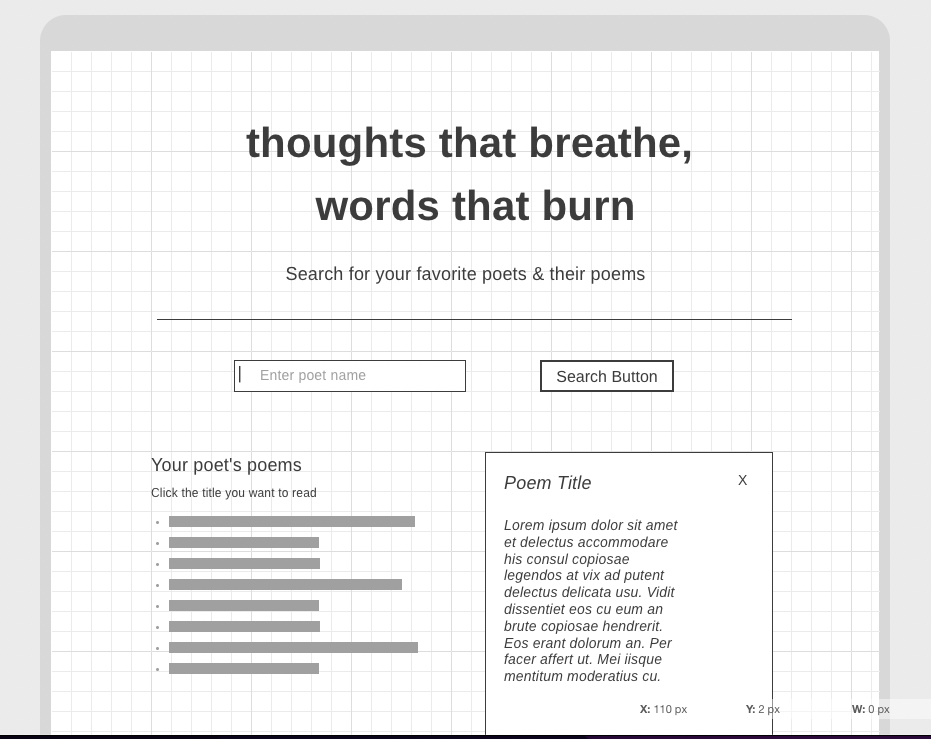 thoughts that breathe,
words that burn
Search for your favorite poets & their poems
Enter poet name
Search Button
Your poet's poems
Click the title you want to read
Poem Title
X
Lorem ipsum dolor sit amet
et delectus accommodare
his consul copiosae
legendos at vix ad putent
delectus delicata usu. Vidit
dissentiet eos cu eum an
brute copiosae hendrerit.
Eos erant dolorum an. Per
facer affert ut. Mei iisque
mentitum moderatius cu.
X: 110 px Y: 2 px W: 0 px